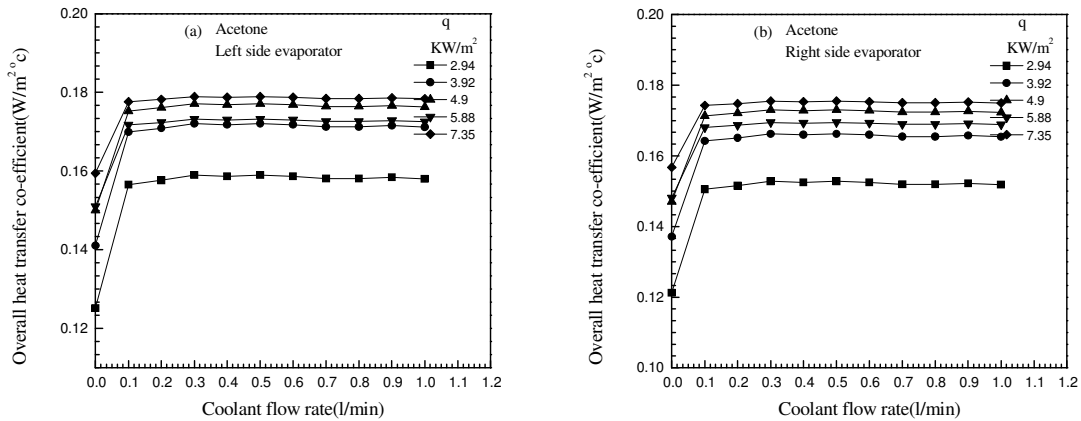 0.20
0.18
0.16
0.14
0.12
0.0 0.1 0.2 0.3 0.4 0.5 0.6 0.7 0.8 0.9 1.0 1.1 1.2
Coolant flow rate(l/min)
Overall heat transfer co-efficient(W/m² ºc)
(a) Acetone
Left side evaporator
q
KW/m²
2.94
3.92
4.9
5.88
7.35
0.20
0.18
0.16
0.14
0.12
0.10
0.0 0.1 0.2 0.3 0.4 0.5 0.6 0.7 0.8 0.9 1.0 1.1 1.2
Coolant flow rate(l/min)
Overall heat transfer co-efficient(W/m² ºc)
(b) Acetone
Right side evaporator
q
KW/m²
2.94
3.92
4.9
5.88
7.35